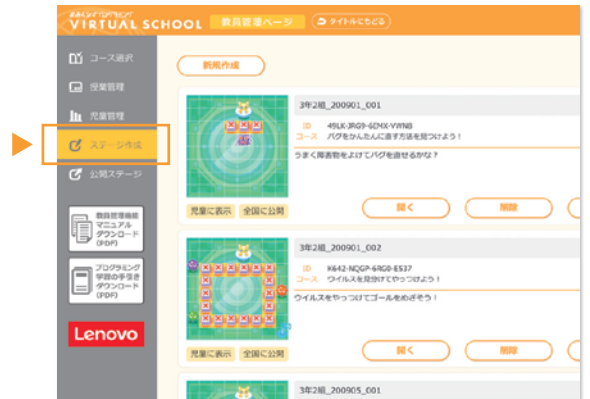 VIRTUAL SCHOOL 教員管理ページ タイトルにもどる
コース選択
授業管理
児童管理
ステージ作成
公開ステージ
教員管理機能
マニュアル
ダウンロード
(PDF)
プログラミング
学習の手引き
ダウンロード
(PDF)
Lenovo
新規作成
3年2組_200901_001
ID 49LK-JRG9-6EMX-VWNB
コース バグをかんたんに直す方法を見つけよう!
うまく障害物をよけてバグを直せるかな?
児童に表示 全国に公開 開く 削除
3年2組_200901_002
ID K642-NQGP-6RG0-E537
コース ウイルスを見分けてやっつけよう!
ウイルスをやっつけてゴールをめざそう!
児童に表示 全国に公開 開く 削除
3年2組_200905_001